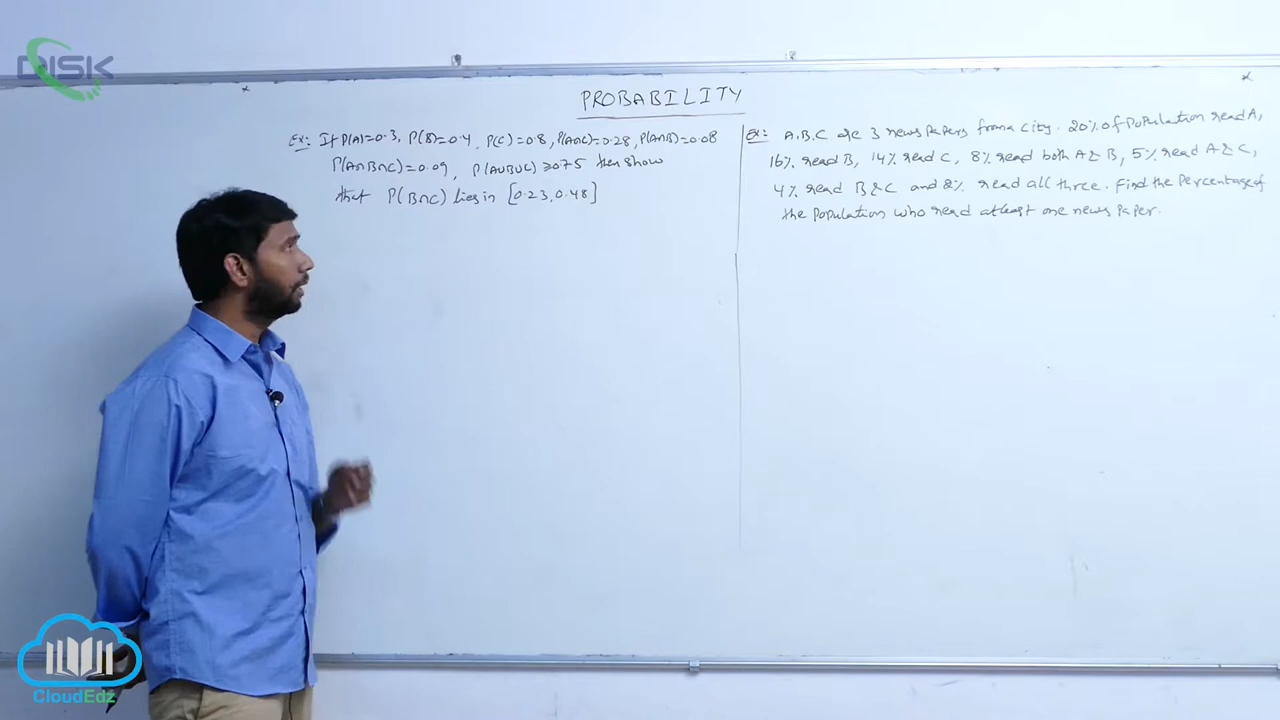 DISK
PROBABILITY
Ex: If P(A)=0.3, P(B)=0.4, P(C)=0.8, P(A∩C)=0.28, P(A∩B)=0.08
P(A∩B∩C)=0.09, P(A∪B∪C) ≥0.75 then show
that P(B∩C) lies in [0.23, 0.48]
Ex: A.B.C are 3 news papers from a city. 20% of population read A,
16% read B, 14% read C, 8% read both A & B, 5% read A & C,
4% read B & C and 2% read all three. Find the percentage of
the population who read atleast one news paper.
CloudEdz